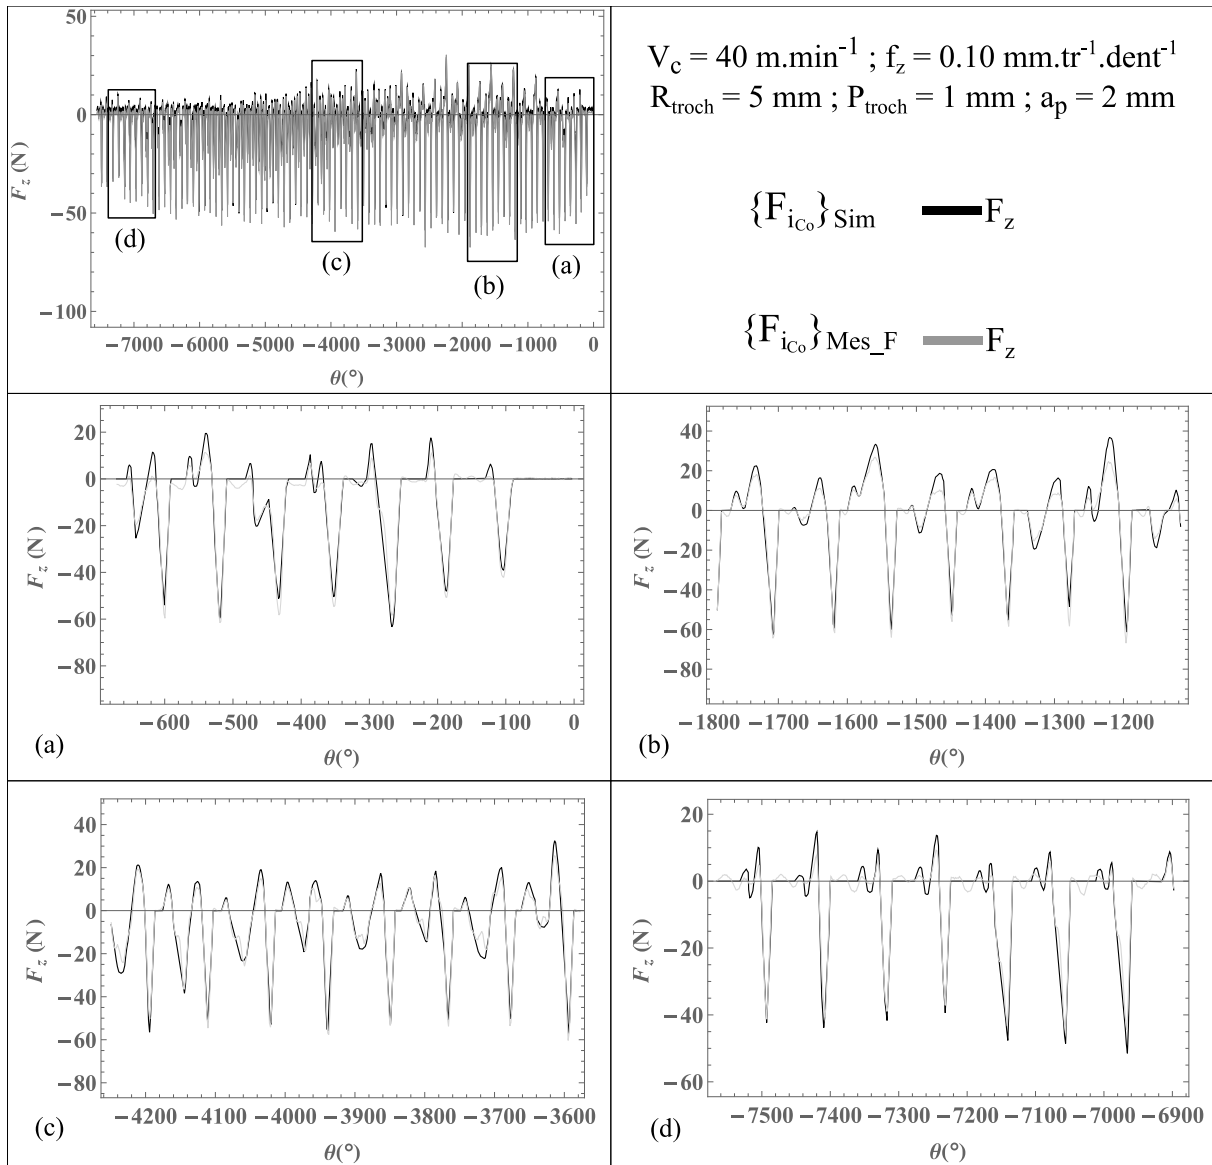 50
0
−50
−100
F_z (N)
−7000 −6000 −5000 −4000 −3000 −2000 −1000 0
θ(°)
(d)
(c)
(b)
(a)
V_c = 40 m.min⁻¹ ; f_z = 0.10 mm.tr⁻¹.dent⁻¹
R_troch = 5 mm ; P_troch = 1 mm ; a_p = 2 mm
{F_i_Co}_Sim F_z
{F_i_Co}_Mes_F F_z
20
0
−20
−40
−60
−80
F_z (N)
−600 −500 −400 −300 −200 −100 0
θ(°)
(a)
40
20
0
−20
−40
−60
−80
F_z (N)
−1800 −1700 −1600 −1500 −1400 −1300 −1200
θ(°)
(b)
40
20
0
−20
−40
−60
−80
F_z (N)
−4200 −4100 −4000 −3900 −3800 −3700 −3600
θ(°)
(c)
20
0
−20
−40
−60
F_z (N)
−7500 −7400 −7300 −7200 −7100 −7000 −6900
θ(°)
(d)